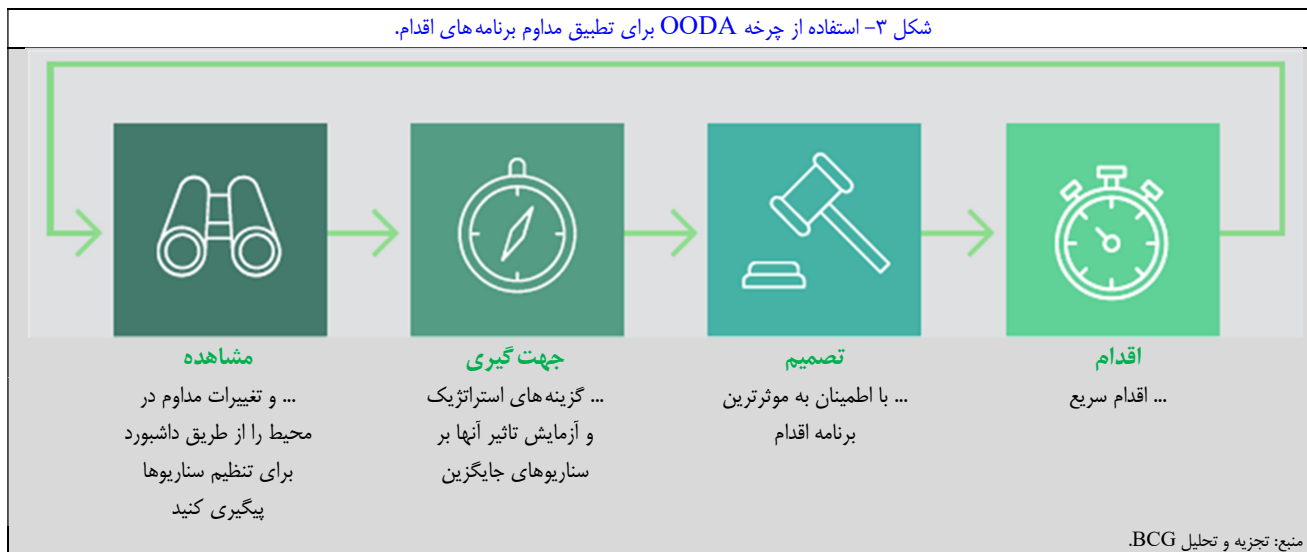 شکل ۳- استفاده از چرخه OODA برای تطبیق مداوم برنامه‌های اقدام.
مشاهده
... و تغییرات مداوم در
محیط را از طریق داشبورد
برای تنظیم سناریوها
پیگیری کنید
جهت گیری
... گزینه‌های استراتژیک
و آزمایش تاثیر آنها بر
سناریوهای جایگزین
تصمیم
... با اطمینان به موثرترین
برنامه اقدام
اقدام
... اقدام سریع
منبع: تجزیه و تحلیل BCG.